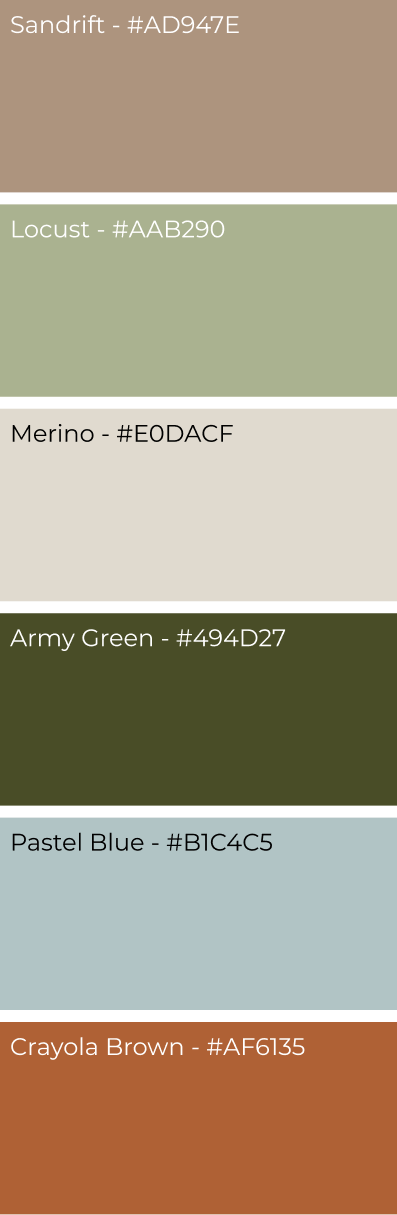 Sandrift - #AD947E
Locust - #AAB290
Merino - #E0DACF
Army Green - #494D27
Pastel Blue - #B1C4C5
Crayola Brown - #AF6135